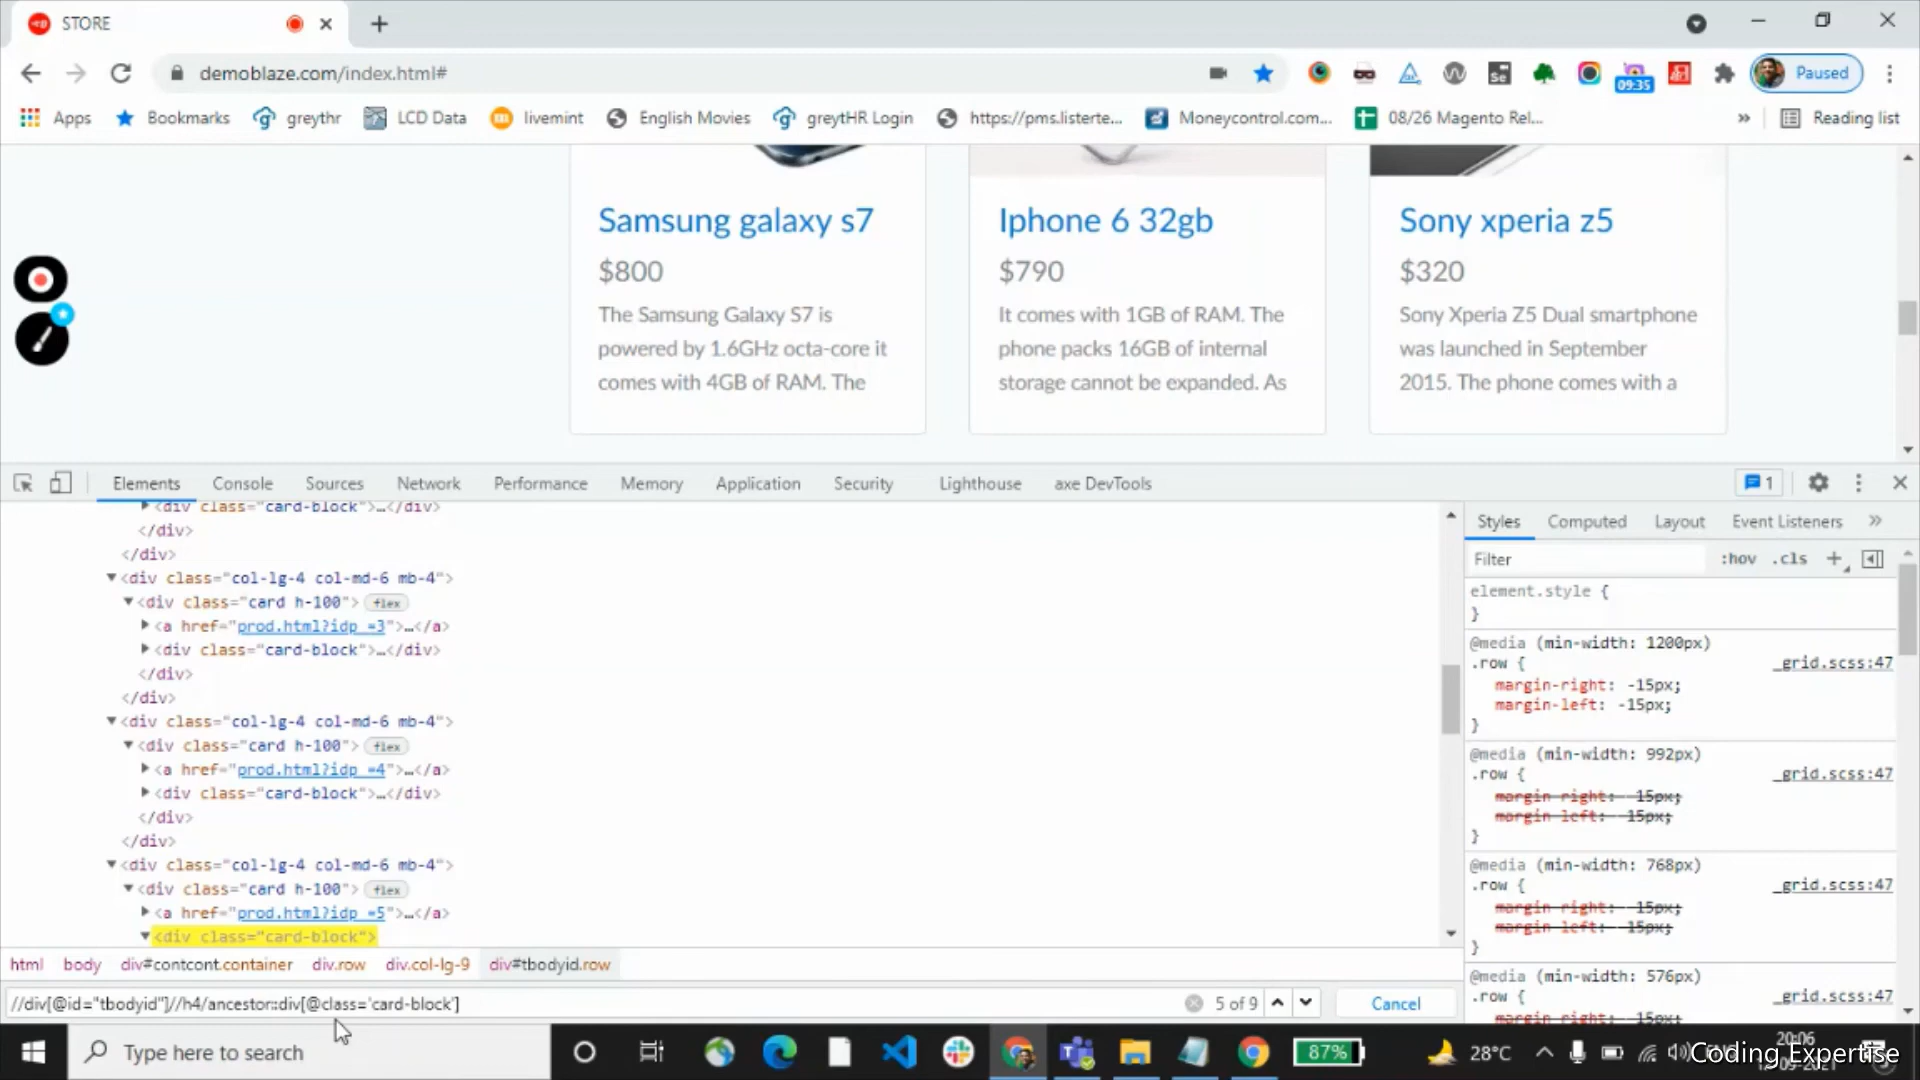 STORE
demoblaze.com/index.html#
Paused
09:35
Apps
Bookmarks
greythr
LCD Data
livemint
English Movies
greytHR Login
https://pms.listerte...
Moneycontrol.com...
08/26 Magento Rel...
»
Reading list
Samsung galaxy s7
$800
The Samsung Galaxy S7 is
powered by 1.6GHz octa-core it
comes with 4GB of RAM. The
Iphone 6 32gb
$790
It comes with 1GB of RAM. The
phone packs 16GB of internal
storage cannot be expanded. As
Sony xperia z5
$320
Sony Xperia Z5 Dual smartphone
was launched in September
2015. The phone comes with a
Elements
Console
Sources
Network
Performance
Memory
Application
Security
Lighthouse
axe DevTools
1
<div class="card-block">…</div>
</div>
</div>
<div class="col-lg-4 col-md-6 mb-4">
<div class="card h-100"> flex
<a href="prod.html?idp_=3">…</a>
<div class="card-block">…</div>
</div>
</div>
<div class="col-lg-4 col-md-6 mb-4">
<div class="card h-100"> flex
<a href="prod.html?idp_=4">…</a>
<div class="card-block">…</div>
</div>
</div>
<div class="col-lg-4 col-md-6 mb-4">
<div class="card h-100"> flex
<a href="prod.html?idp_=5">…</a>
<div class="card-block">
html body div#contcont.container div.row div.col-lg-9 div#tbodyid.row
//div[@id="tbodyid"]//h4/ancestor::div[@class='card-block']
5 of 9
Cancel
Styles
Computed
Layout
Event Listeners
»
Filter
:hov .cls +
element.style {
}
@media (min-width: 1200px)
.row {
_grid.scss:47
margin-right: -15px;
margin-left: -15px;
}
@media (min-width: 992px)
.row {
_grid.scss:47
margin-right: -15px;
margin-left: -15px;
}
@media (min-width: 768px)
.row {
_grid.scss:47
margin-right: -15px;
margin-left: -15px;
}
@media (min-width: 576px)
.row {
_grid.scss:47
margin-right: -15px;
Type here to search
87%
28°C
20:06
Coding Expertise